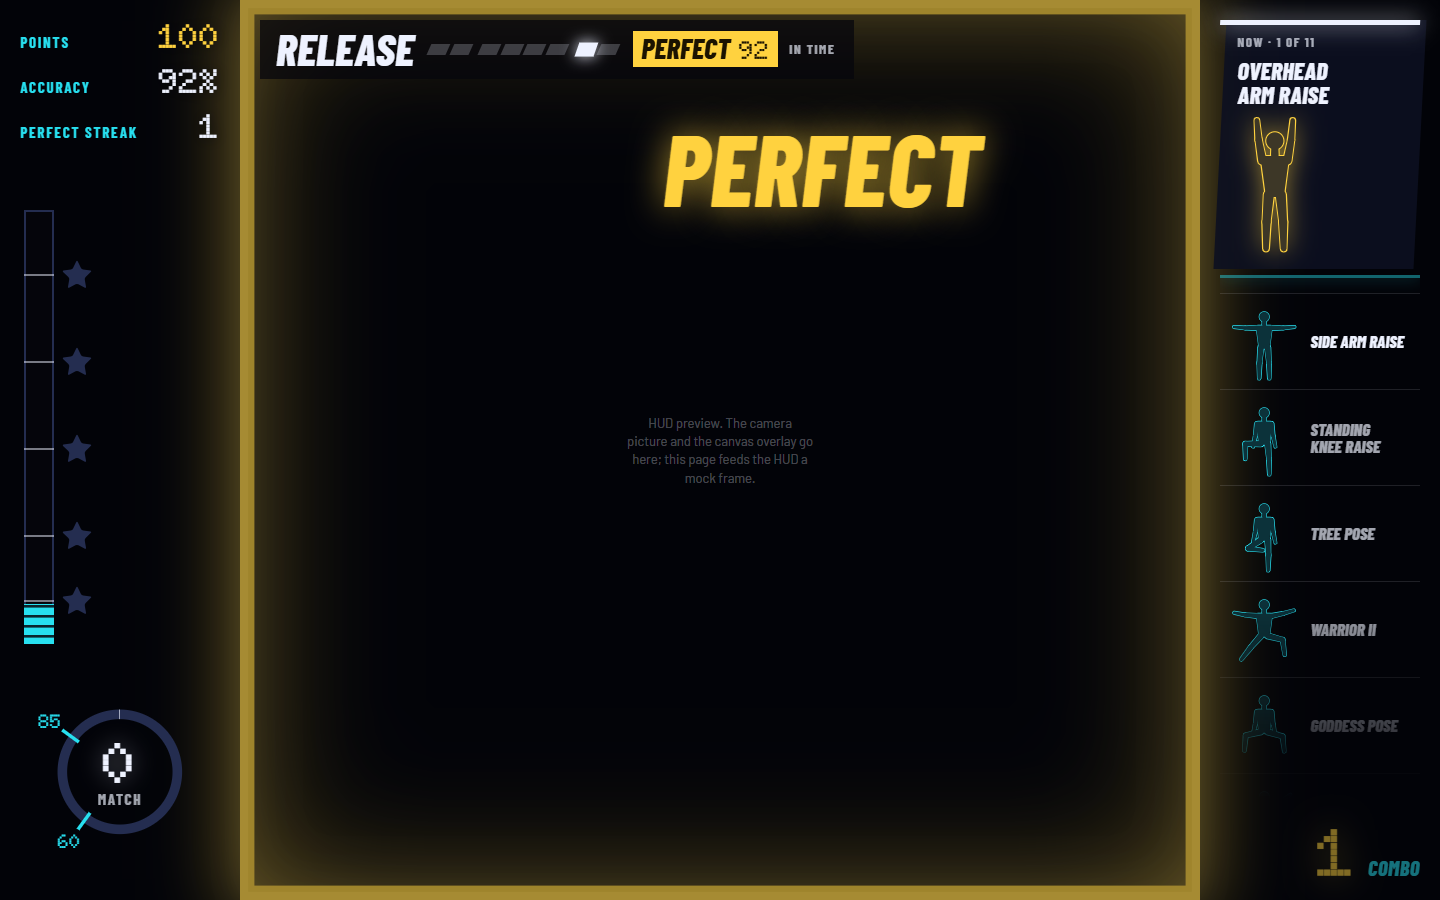 POINTS 100
ACCURACY 92%
PERFECT STREAK 1
85
0
MATCH
60
RELEASE PERFECT 92 IN TIME
PERFECT
HUD preview. The camera
picture and the canvas overlay go
here; this page feeds the HUD a
mock frame.
NOW · 1 OF 11
OVERHEAD
ARM RAISE
SIDE ARM RAISE
STANDING
KNEE RAISE
TREE POSE
WARRIOR II
GODDESS POSE
1 COMBO